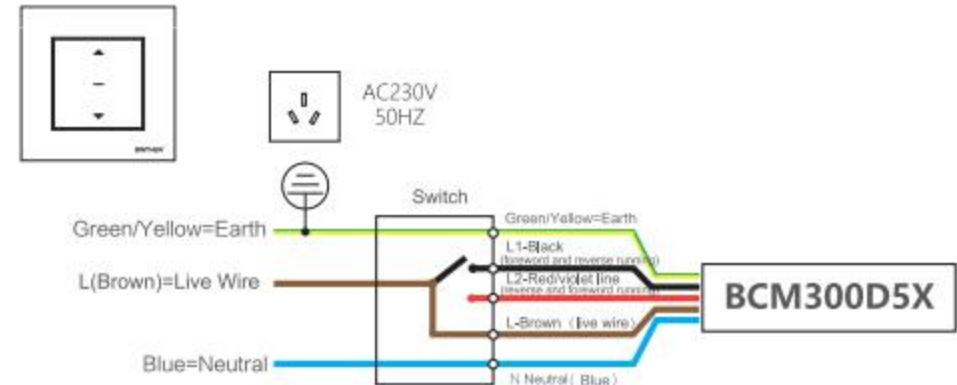 AC230V
50HZ
Switch
Green/Yellow=Earth
Green/Yellow=Earth
L1-Black
(foreword and reverse running)
L(Brown)=Live Wire
L2-Red/violet line
(reverse and foreword running)
BCM300D5X
L-Brown (live wire)
Blue=Neutral
N Neutral( Blue)